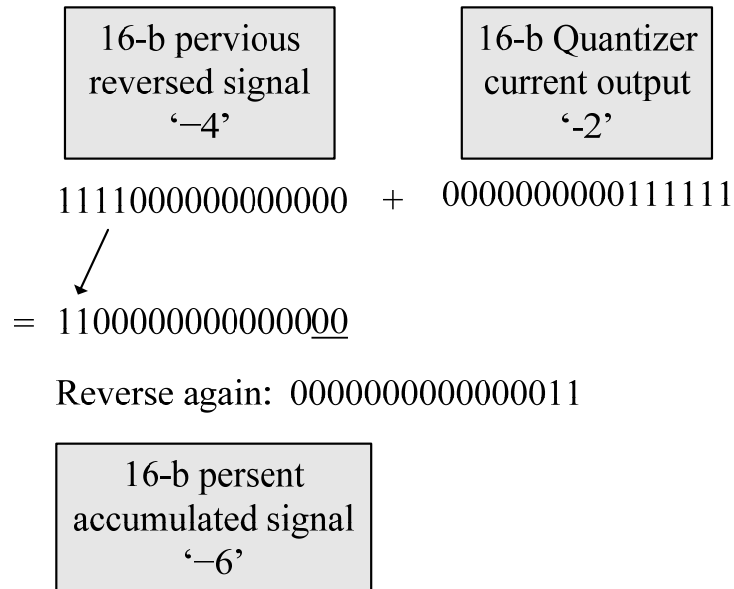 16-b pervious
reversed signal
‘−4’
16-b Quantizer
current output
‘-2’
1111000000000000 + 0000000000111111
= 1100000000000000
Reverse again: 0000000000000011
16-b persent
accumulated signal
‘−6’